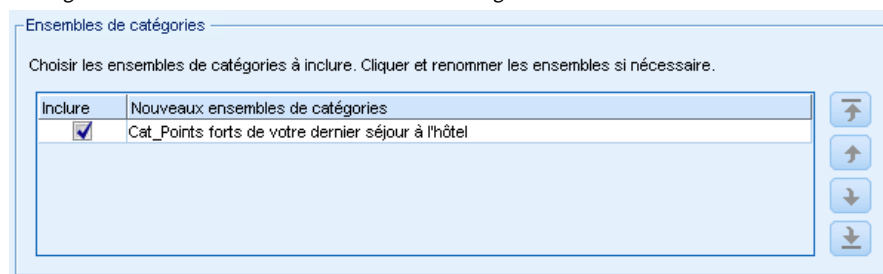 Ensembles de catégories
Choisir les ensembles de catégories à inclure. Cliquer et renommer les ensembles si nécessaire.
Inclure Nouveaux ensembles de catégories
Cat_Points forts de votre dernier séjour à l'hôtel